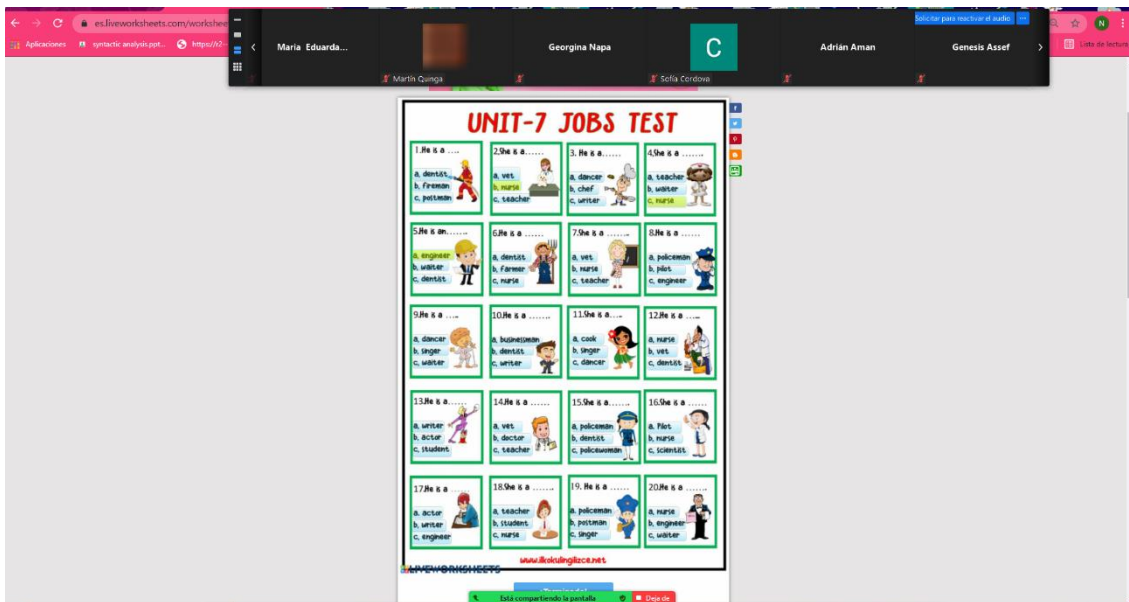 es.liveworksheets.com/workshee
Solicitar para reactivar el audio
Aplicaciones
syntactic analysis.ppt...
https://r2-
Lista de lectura
N
Maria Eduarda...
Georgina Napa
C
Adrián Aman
Genesis Assef
Martín Quinga
Sofía Cordova
UNIT-7 JOBS TEST
1.He is a ....
a, dentist
b, fireman
c, postman
2.She is a......
a, vet
b, nurse
c, teacher
3. He is a......
a, dancer
b, chef
c, writer
4.She is a .......
a, teacher
b, waiter
c, nurse
5.He is an.......
a, engineer
b, waiter
c, dentist
6.He is a ......
a, dentist
b, farmer
c, nurse
7.She is a .......
a, vet
b, nurse
c, teacher
8.He is a ......
a, policeman
b, pilot
c, engineer
9.He is a .....
a, dancer
b, singer
c, waiter
10.He is a .......
a, businessman
b, dentist
c, writer
11.She is a....
a, cook
b, singer
c, dancer
12.He is a .....
a, nurse
b, vet
c, dentist
13.He is a......
a, writer
b, actor
c, student
14.He is a ......
a, vet
b, doctor
c, teacher
15.She is a......
a, policeman
b, dentist
c, policewoman
16.She is a ......
a. Pilot
b, nurse
c, scientist
17.He is a .....
a. actor
b, writer
c, engineer
18.She is a .......
a, teacher
b, student
c, nurse
19. He is a ......
a, policeman
b, postman
c, singer
20.He is a .....
a, nurse
b, engineer
c, waiter
www.ilkokulingilizce.net
LIVEWORKSHEETS
¡Terminado!
Está compartiendo la pantalla
Deja de